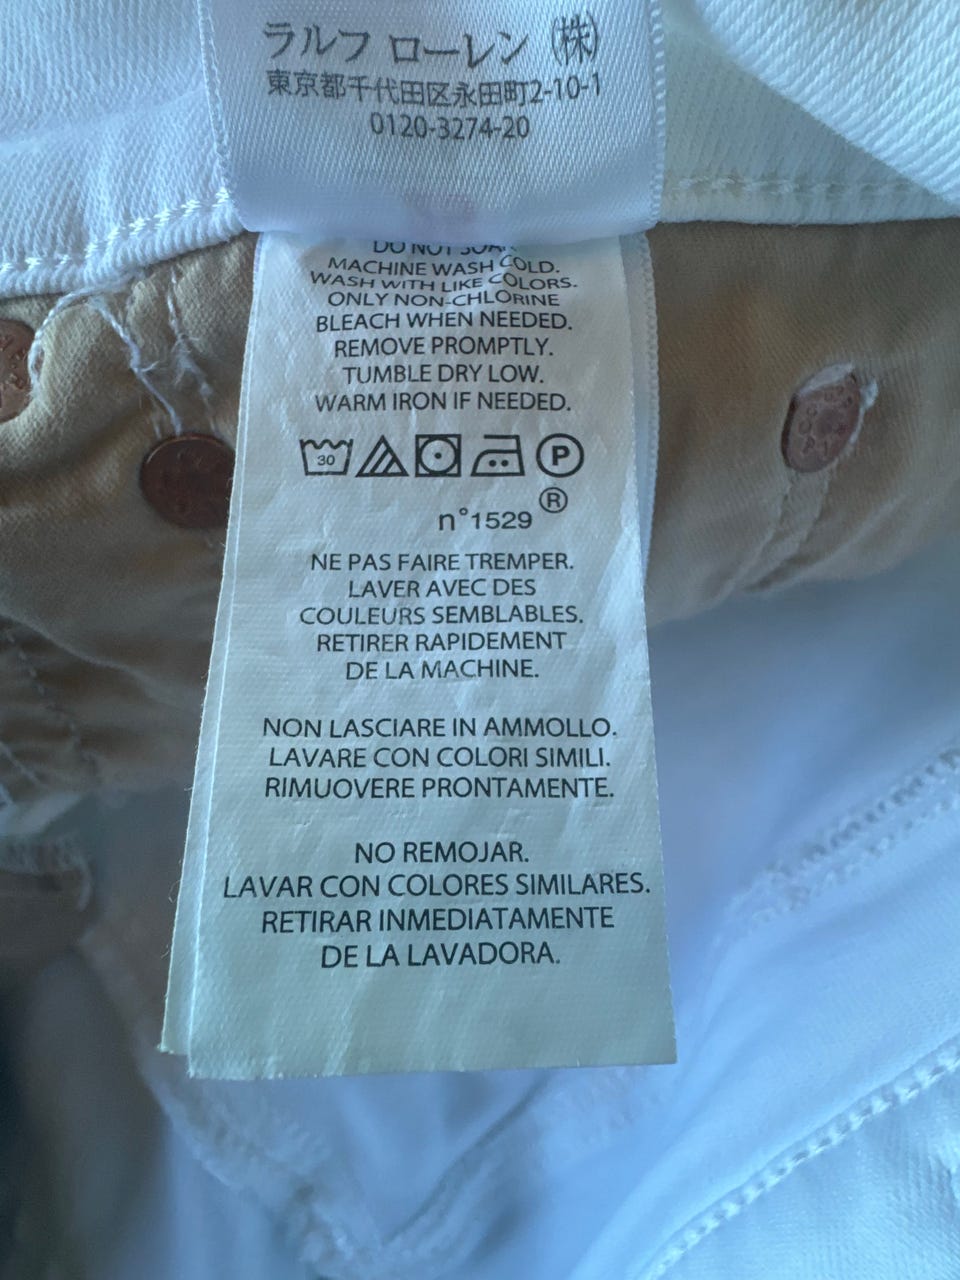 ラルフ ローレン (株)
東京都千代田区永田町2-10-1
0120-3274-20
DO NOT SOAK
MACHINE WASH COLD.
WASH WITH LIKE COLORS.
ONLY NON-CHLORINE
BLEACH WHEN NEEDED.
REMOVE PROMPTLY.
TUMBLE DRY LOW.
WARM IRON IF NEEDED.
30 P
®
n°1529
NE PAS FAIRE TREMPER.
LAVER AVEC DES
COULEURS SEMBLABLES.
RETIRER RAPIDEMENT
DE LA MACHINE.
NON LASCIARE IN AMMOLLO.
LAVARE CON COLORI SIMILI.
RIMUOVERE PRONTAMENTE.
NO REMOJAR.
LAVAR CON COLORES SIMILARES.
RETIRAR INMEDIATAMENTE
DE LA LAVADORA.